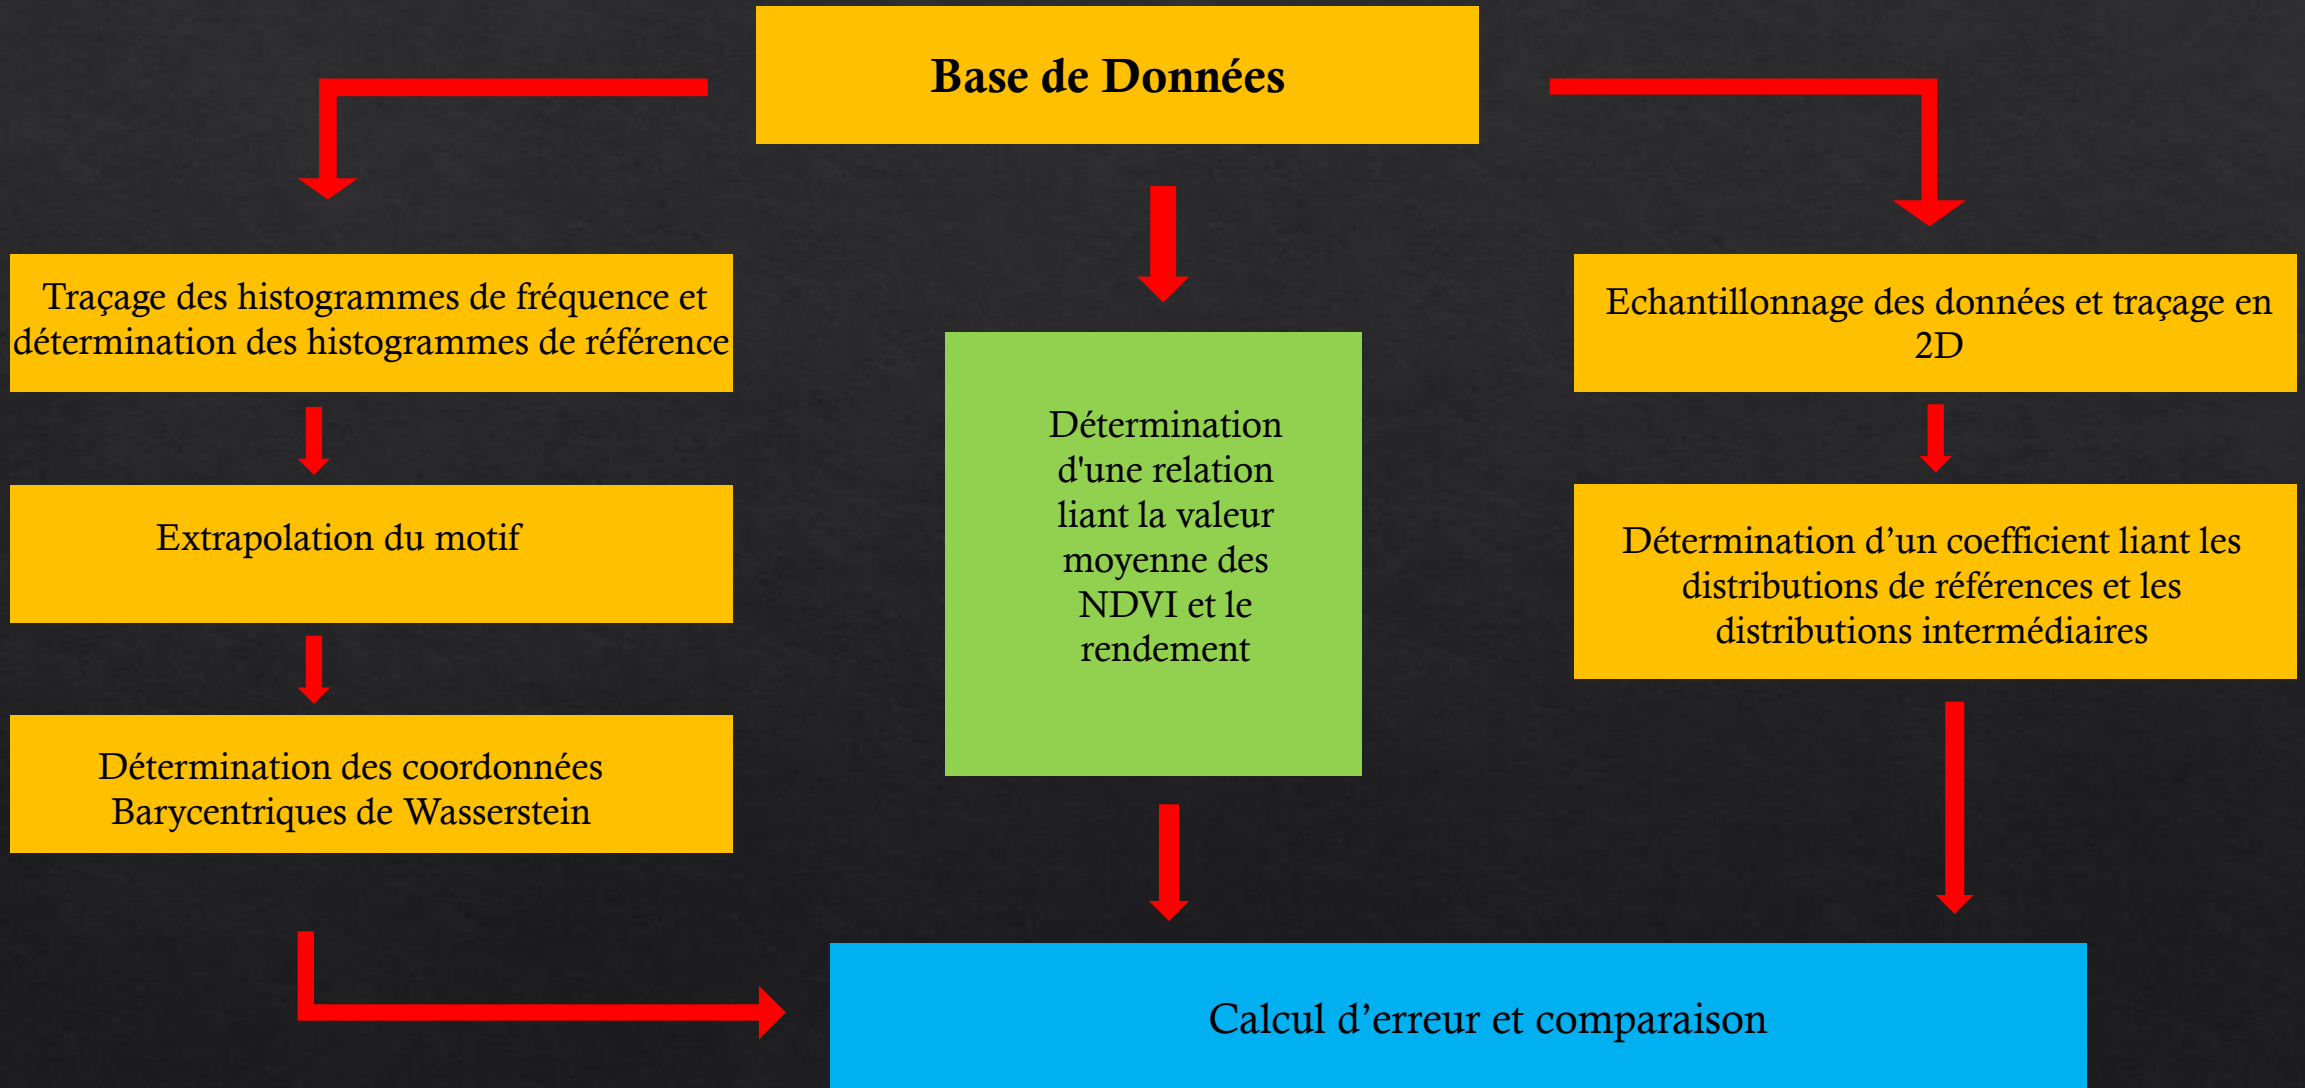 Base de Données
Traçage des histogrammes de fréquence et
détermination des histogrammes de référence
Extrapolation du motif
Détermination des coordonnées
Barycentriques de Wasserstein
Détermination
d'une relation
liant la valeur
moyenne des
NDVI et le
rendement
Echantillonnage des données et traçage en
2D
Détermination d’un coefficient liant les
distributions de références et les
distributions intermédiaires
Calcul d’erreur et comparaison